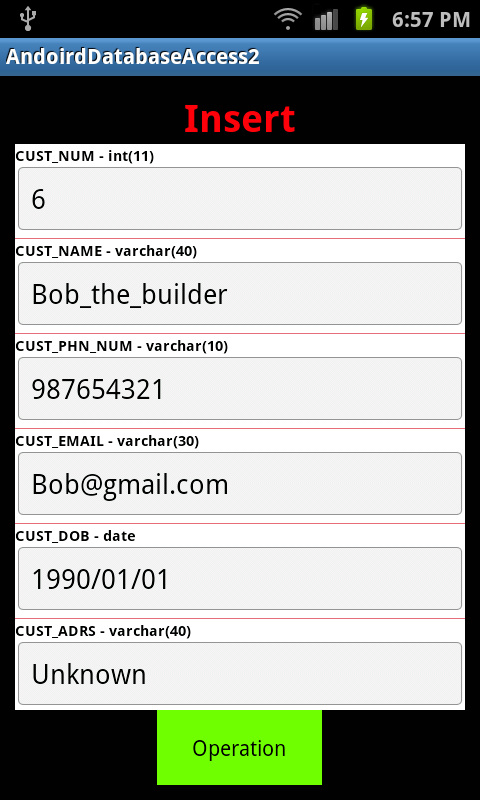 6:57 PM
AndoirdDatabaseAccess2
Insert
CUST_NUM - int(11)
6
CUST_NAME - varchar(40)
Bob_the_builder
CUST_PHN_NUM - varchar(10)
987654321
CUST_EMAIL - varchar(30)
Bob@gmail.com
CUST_DOB - date
1990/01/01
CUST_ADRS - varchar(40)
Unknown
Operation